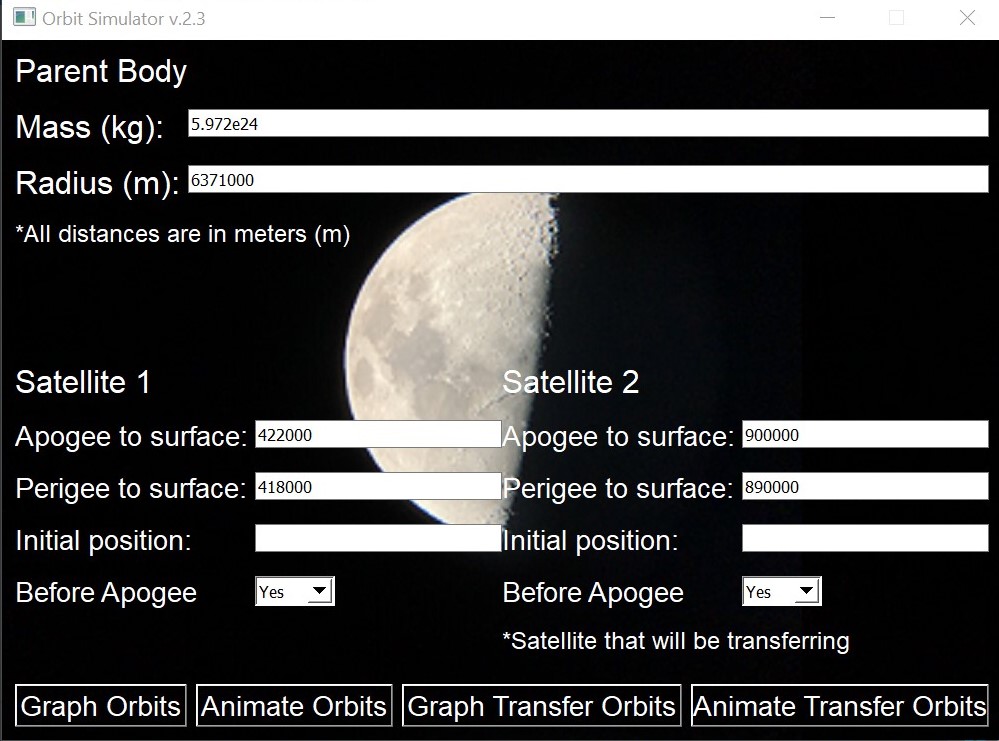 Orbit Simulator v.2.3
Parent Body
Mass (kg): 5.972e24
Radius (m): 6371000
*All distances are in meters (m)
Satellite 1
Apogee to surface: 422000
Perigee to surface: 418000
Initial position:
Before Apogee Yes
Satellite 2
Apogee to surface: 900000
Perigee to surface: 890000
Initial position:
Before Apogee Yes
*Satellite that will be transferring
Graph Orbits Animate Orbits Graph Transfer Orbits Animate Transfer Orbits